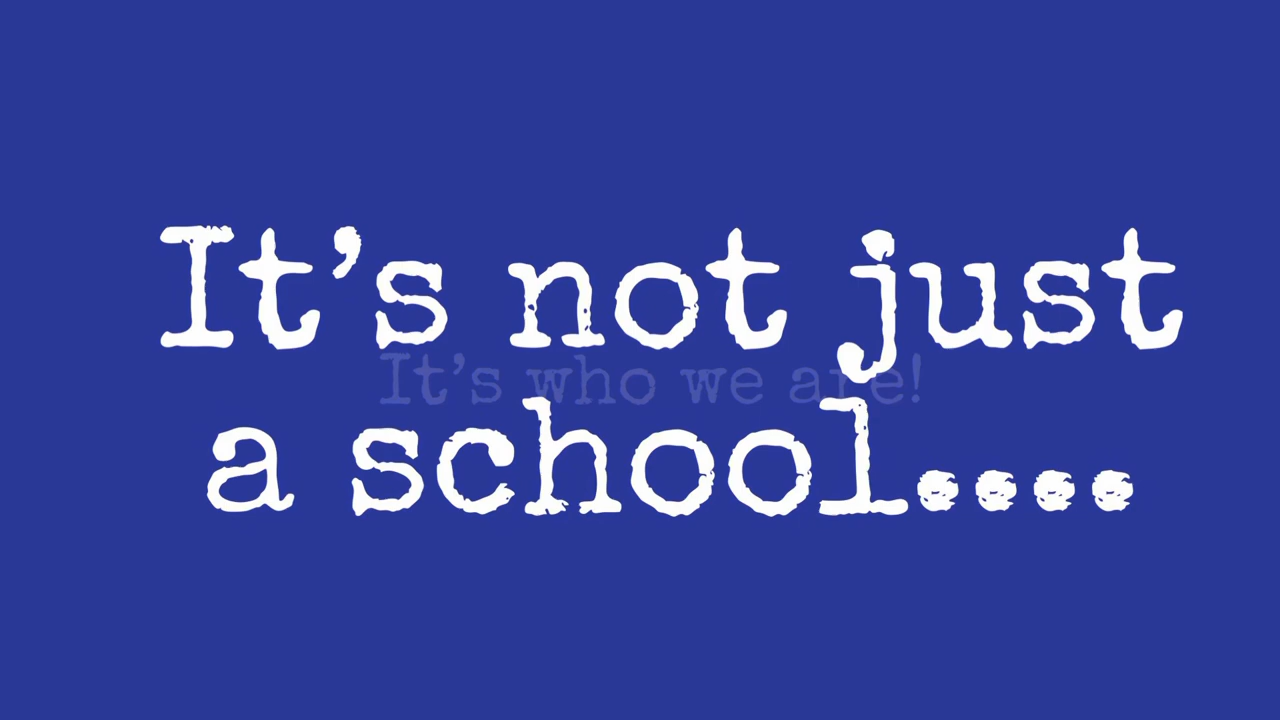 It’s not just
It’s who we are!
a school....